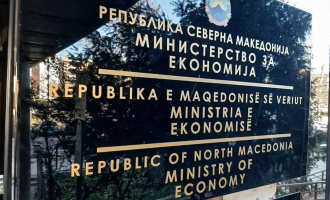 РЕПУБЛИКА СЕВЕРНА МАКЕДОНИЈА
МИНИСТЕРСТВО ЗА
ЕКОНОМИЈА
REPUBLIKA E MAQEDONISË SË VERIUT
MINISTRIA E
EKONOMISË
REPUBLIC OF NORTH MACEDONIA
MINISTRY OF
ECONOMY